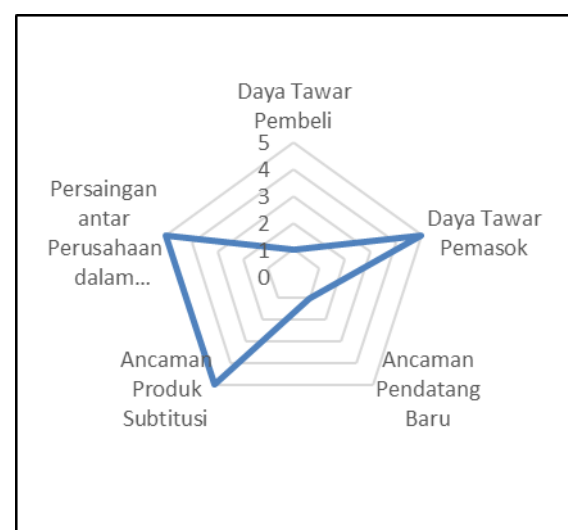 Daya Tawar
Pembeli
5
4
3
2
1
0
Daya Tawar
Pemasok
Ancaman
Pendatang
Baru
Ancaman
Produk
Subtitusi
Persaingan
antar
Perusahaan
dalam...